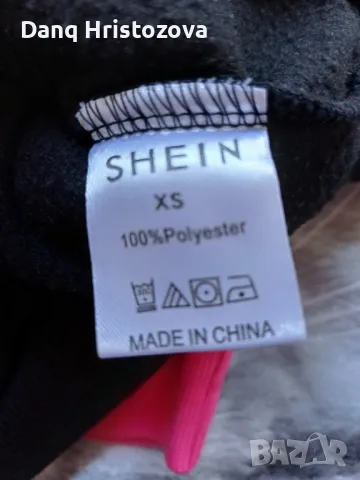 Danq Hristozova
SHEIN
XS
100%Polyester
MADE IN CHINA
BAZAR